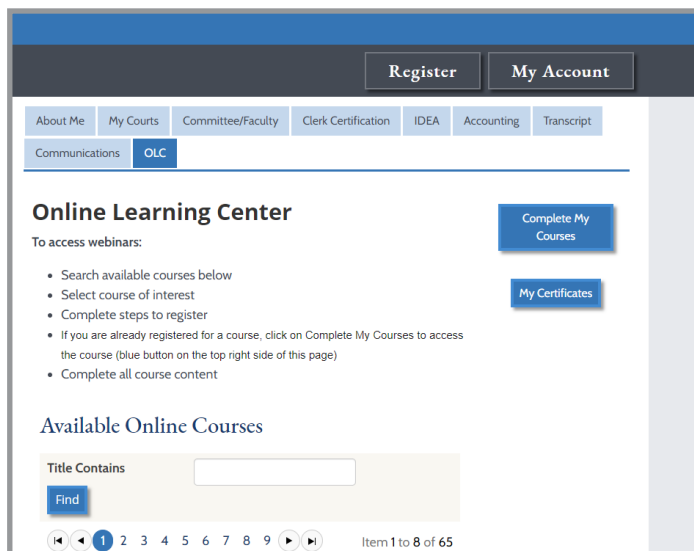 Register My Account
About Me My Courts Committee/Faculty Clerk Certification IDEA Accounting Transcript
Communications OLC
Online Learning Center
Complete My
Courses
To access webinars:
• Search available courses below
My Certificates
• Select course of interest
• Complete steps to register
• If you are already registered for a course, click on Complete My Courses to access
the course (blue button on the top right side of this page)
• Complete all course content
Available Online Courses
Title Contains
Find
1 2 3 4 5 6 7 8 9 Item 1 to 8 of 65